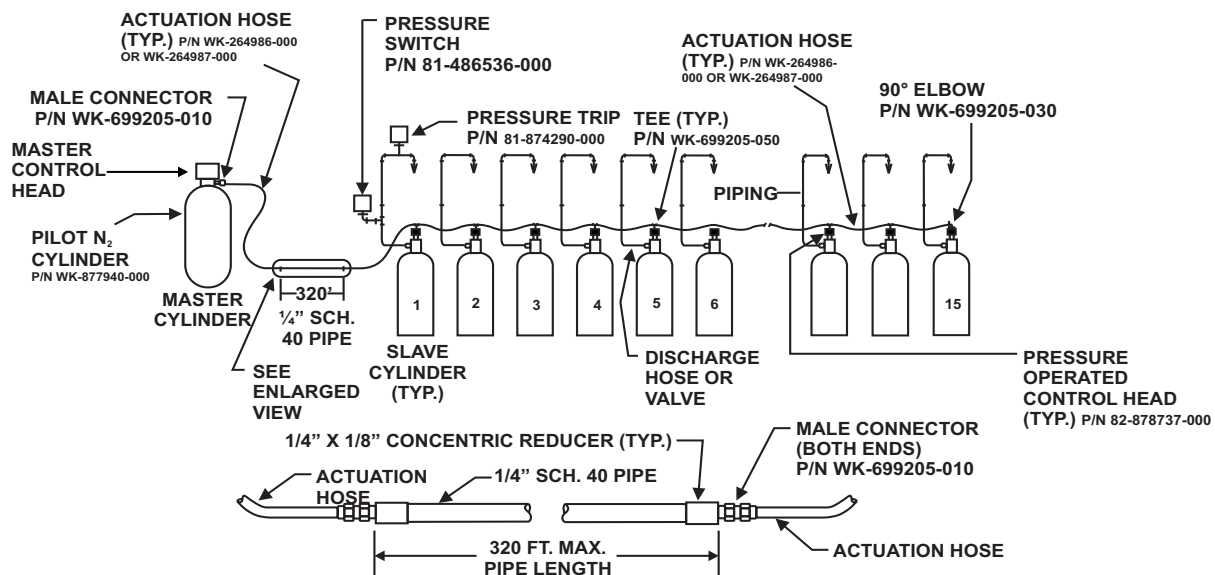 ACTUATION HOSE
(TYP.) P/N WK-264986-000
OR WK-264987-000
PRESSURE
SWITCH
P/N 81-486536-000
ACTUATION HOSE
(TYP.) P/N WK-264986-
000 OR WK-264987-000
90° ELBOW
P/N WK-699205-030
MALE CONNECTOR
P/N WK-699205-010
PRESSURE TRIP
P/N 81-874290-000
TEE (TYP.)
P/N WK-699205-050
MASTER
CONTROL
HEAD
PIPING
PILOT N₂
CYLINDER
P/N WK-877940-000
MASTER
CYLINDER
320'
¼” SCH.
40 PIPE
1
2
3
4
5
6
15
SLAVE
CYLINDER
(TYP.)
SEE
ENLARGED
VIEW
DISCHARGE
HOSE OR
VALVE
PRESSURE
OPERATED
CONTROL HEAD
(TYP.) P/N 82-878737-000
1/4” X 1/8” CONCENTRIC REDUCER (TYP.)
MALE CONNECTOR
(BOTH ENDS)
P/N WK-699205-010
ACTUATION
HOSE
1/4” SCH. 40 PIPE
320 FT. MAX.
PIPE LENGTH
ACTUATION HOSE